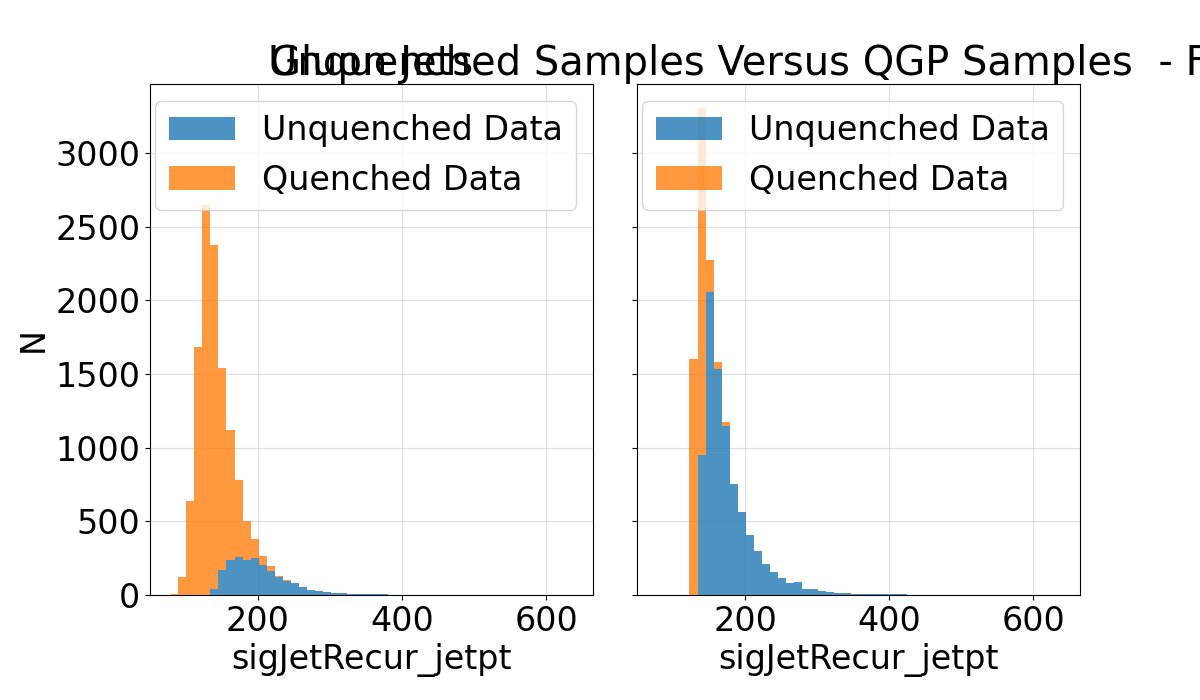 Gluon Jets
Unquenched Samples Versus QGP Samples - F
Unquenched Data
Quenched Data
Unquenched Data
Quenched Data
N
3000
2500
2000
1500
1000
500
0
200
400
600
200
400
600
sigJetRecur_jetpt
sigJetRecur_jetpt